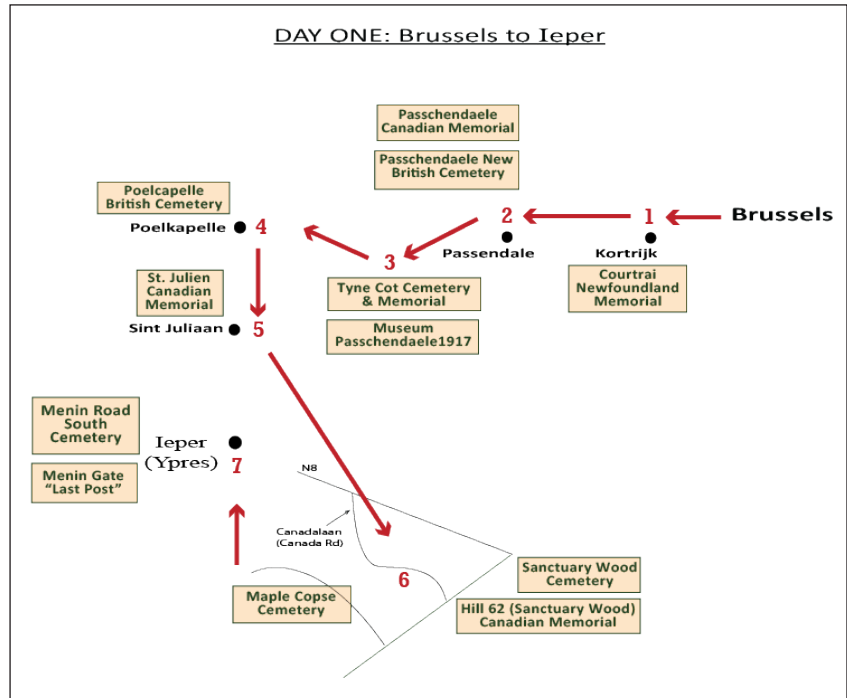 DAY ONE: Brussels to Ieper
Passchendaele
Canadian Memorial
Passchendaele New
British Cemetery
Poelcapelle
British Cemetery
Poelkapelle
4
2
1
Brussels
Passendale
Kortrijk
3
Courtrai
Newfoundland
Memorial
Tyne Cot Cemetery
& Memorial
Museum
Passchendaele1917
St. Julien
Canadian
Memorial
Sint Juliaan
5
Menin Road
South
Cemetery
Ieper
(Ypres)
7
Menin Gate
"Last Post"
N8
Canadalaan
(Canada Rd)
6
Maple Copse
Cemetery
Sanctuary Wood
Cemetery
Hill 62 (Sanctuary Wood)
Canadian Memorial